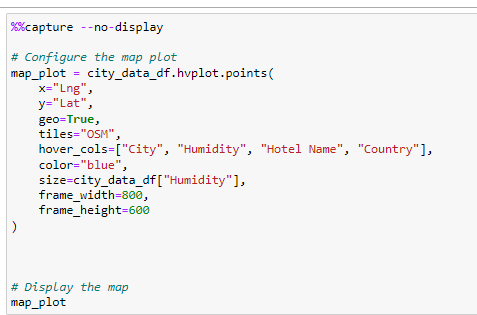 %%capture --no-display
# Configure the map plot
map_plot = city_data_df.hvplot.points(
    x="Lng",
    y="Lat",
    geo=True,
    tiles="OSM",
    hover_cols=["City", "Humidity", "Hotel Name", "Country"],
    color="blue",
    size=city_data_df["Humidity"],
    frame_width=800,
    frame_height=600
)
# Display the map
map_plot